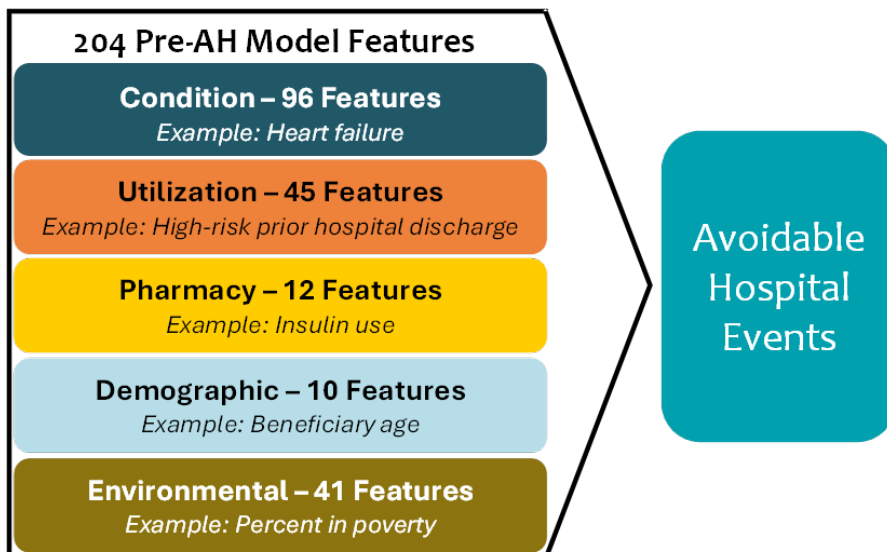 204 Pre-AH Model Features
Condition – 96 Features
Example: Heart failure
Utilization – 45 Features
Example: High-risk prior hospital discharge
Pharmacy – 12 Features
Example: Insulin use
Demographic – 10 Features
Example: Beneficiary age
Environmental – 41 Features
Example: Percent in poverty
Avoidable
Hospital
Events